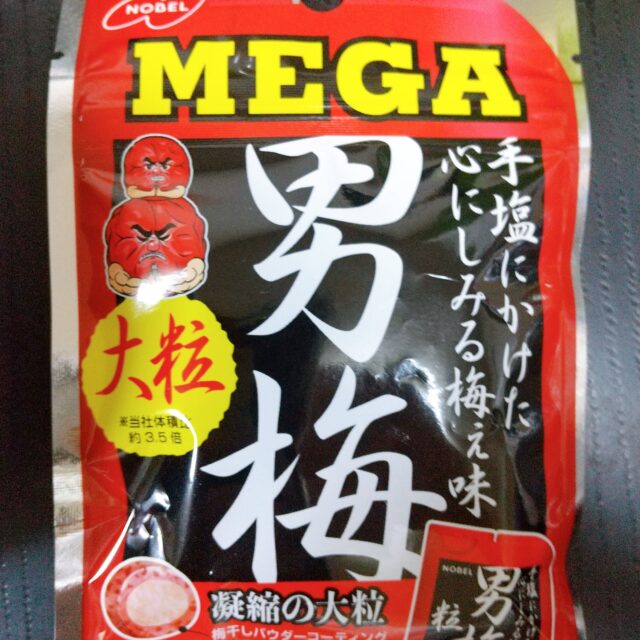 NOBEL
MEGA
手塩にかけた
心にしみる梅ぇ味
男梅
大粒
※当社体積比
約3.5倍
凝縮の大粒
梅干しパウダーコーティング
NOBEL
男梅
粒